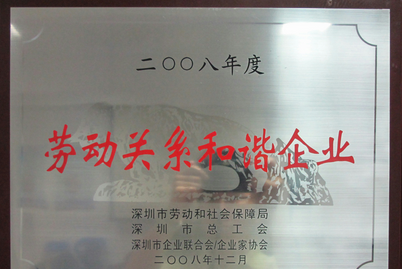 二〇〇八年度
劳动关系和谐企业
深圳市劳动和社会保障局
深圳市总工会
深圳市企业联合会/企业家协会
二〇〇八年十二月